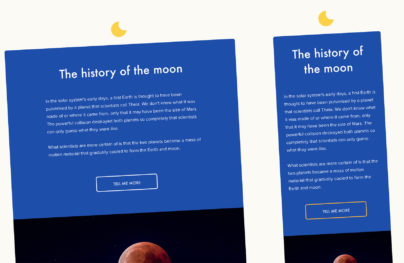 The history of the moon
In the solar system's early days, a first Earth is thought to have been
pulverised by a planet that scientists call Theia. We don't know what it was
made of or where it came from, only that it may have been the size of Mars.
The powerful collision destroyed both planets so completely that scientists
can only guess what they were like.
What scientists are more certain of is that the two planets became a mass of
molten material that gradually cooled to form the Earth and moon.
TELL ME MORE
The history of
the moon
In the solar system's early days, a first Earth is
thought to have been pulverised by a planet
that scientists call Theia. We don't know what
it was made of or where it came from, only
that it may have been the size of Mars. The
powerful collision destroyed both planets so
completely that scientists can only guess
what they were like.
What scientists are more certain of is that the
two planets became a mass of molten
material that gradually cooled to form the
Earth and moon.
TELL ME MORE